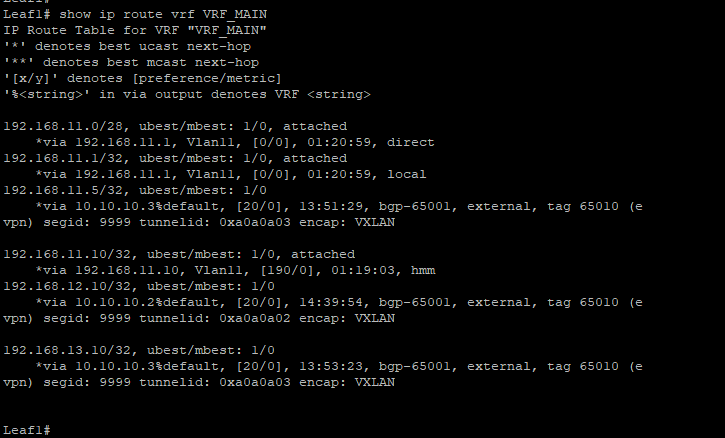 Leaf1# show ip route vrf VRF_MAIN
IP Route Table for VRF "VRF_MAIN"
'*' denotes best ucast next-hop
'**' denotes best mcast next-hop
'[x/y]' denotes [preference/metric]
'%<string>' in via output denotes VRF <string>

192.168.11.0/28, ubest/mbest: 1/0, attached
    *via 192.168.11.1, Vlan11, [0/0], 01:20:59, direct
192.168.11.1/32, ubest/mbest: 1/0, attached
    *via 192.168.11.1, Vlan11, [0/0], 01:20:59, local
192.168.11.5/32, ubest/mbest: 1/0
    *via 10.10.10.3%default, [20/0], 13:51:29, bgp-65001, external, tag 65010 (e
vpn) segid: 9999 tunnelid: 0xa0a0a03 encap: VXLAN

192.168.11.10/32, ubest/mbest: 1/0, attached
    *via 192.168.11.10, Vlan11, [190/0], 01:19:03, hmm
192.168.12.10/32, ubest/mbest: 1/0
    *via 10.10.10.2%default, [20/0], 14:39:54, bgp-65001, external, tag 65010 (e
vpn) segid: 9999 tunnelid: 0xa0a0a02 encap: VXLAN

192.168.13.10/32, ubest/mbest: 1/0
    *via 10.10.10.3%default, [20/0], 13:53:23, bgp-65001, external, tag 65010 (e
vpn) segid: 9999 tunnelid: 0xa0a0a03 encap: VXLAN

Leaf1#